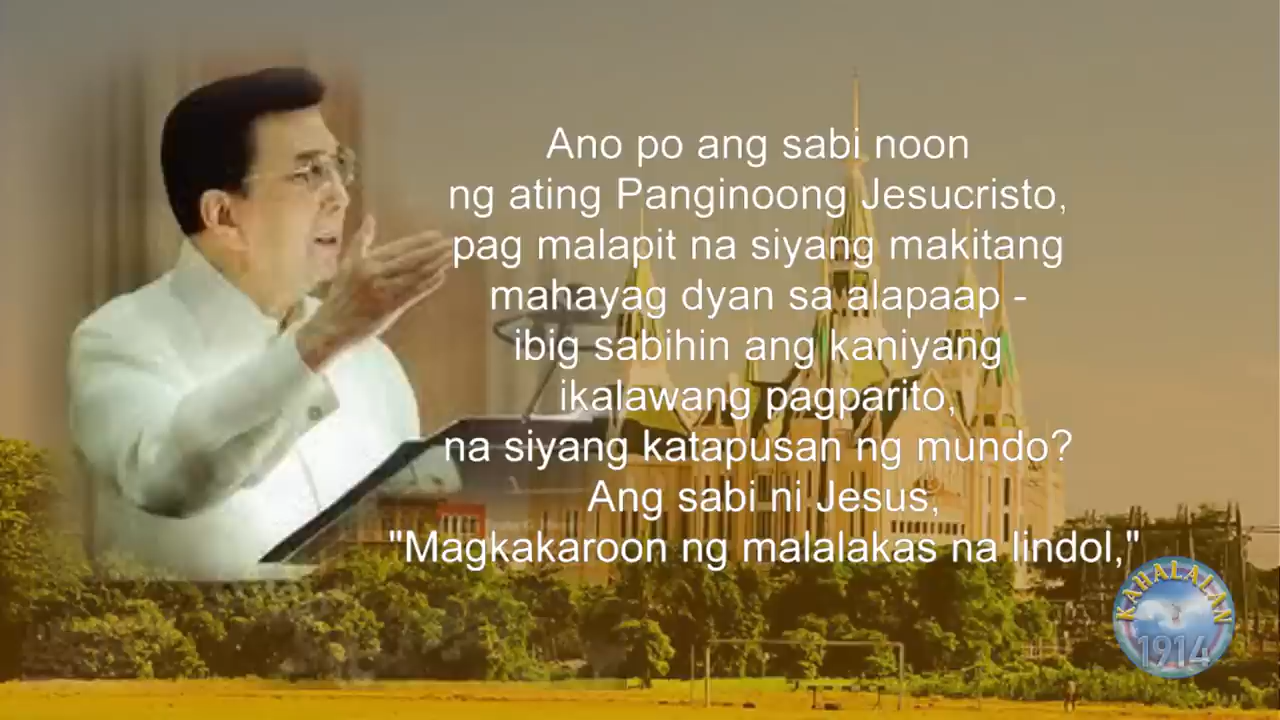 Ano po ang sabi noon
ng ating Panginoong Jesucristo,
pag malapit na siyang makitang
mahayag dyan sa alapaap -
ibig sabihin ang kaniyang
ikalawang pagparito,
na siyang katapusan ng mundo?
Ang sabi ni Jesus,
"Magkakaroon ng malalakas na lindol,"
KAHALALAN
1914